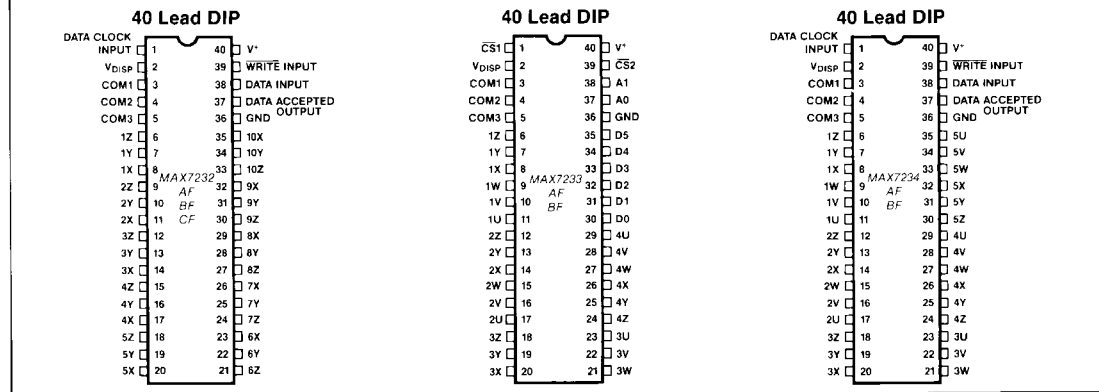 40 Lead DIP
DATA CLOCK
INPUT 1 40 V+
VDISP 2 39 WRITE INPUT
COM1 3 38 DATA INPUT
COM2 4 37 DATA ACCEPTED
OUTPUT
COM3 5 36 GND
1Z 6 35 10X
1Y 7 34 10Y
1X 8 33 10Z
MAX7232
2Z 9 32 9X
AF
2Y 10 31 9Y
BF
2X 11 30 9Z
CF
3Z 12 29 8X
3Y 13 28 8Y
3X 14 27 8Z
4Z 15 26 7X
4Y 16 25 7Y
4X 17 24 7Z
5Z 18 23 6X
5Y 19 22 6Y
5X 20 21 6Z
40 Lead DIP
CS1 1 40 V+
VDISP 2 39 CS2
COM1 3 38 A1
COM2 4 37 A0
COM3 5 36 GND
1Z 6 35 D5
1Y 7 34 D4
1X 8 33 D3
MAX7233
1W 9 32 D2
AF
1V 10 31 D1
BF
1U 11 30 D0
2Z 12 29 4U
2Y 13 28 4V
2X 14 27 4W
2W 15 26 4X
2V 16 25 4Y
2U 17 24 4Z
3Z 18 23 3U
3Y 19 22 3V
3X 20 21 3W
40 Lead DIP
DATA CLOCK
INPUT 1 40 V+
VDISP 2 39 WRITE INPUT
COM1 3 38 DATA INPUT
COM2 4 37 DATA ACCEPTED
OUTPUT
COM3 5 36 GND
1Z 6 35 5U
1Y 7 34 5V
1X 8 33 5W
MAX7234
1W 9 32 5X
AF
1V 10 31 5Y
BF
1U 11 30 5Z
2Z 12 29 4U
2Y 13 28 4V
2X 14 27 4W
2W 15 26 4X
2V 16 25 4Y
2U 17 24 4Z
3Z 18 23 3U
3Y 19 22 3V
3X 20 21 3W